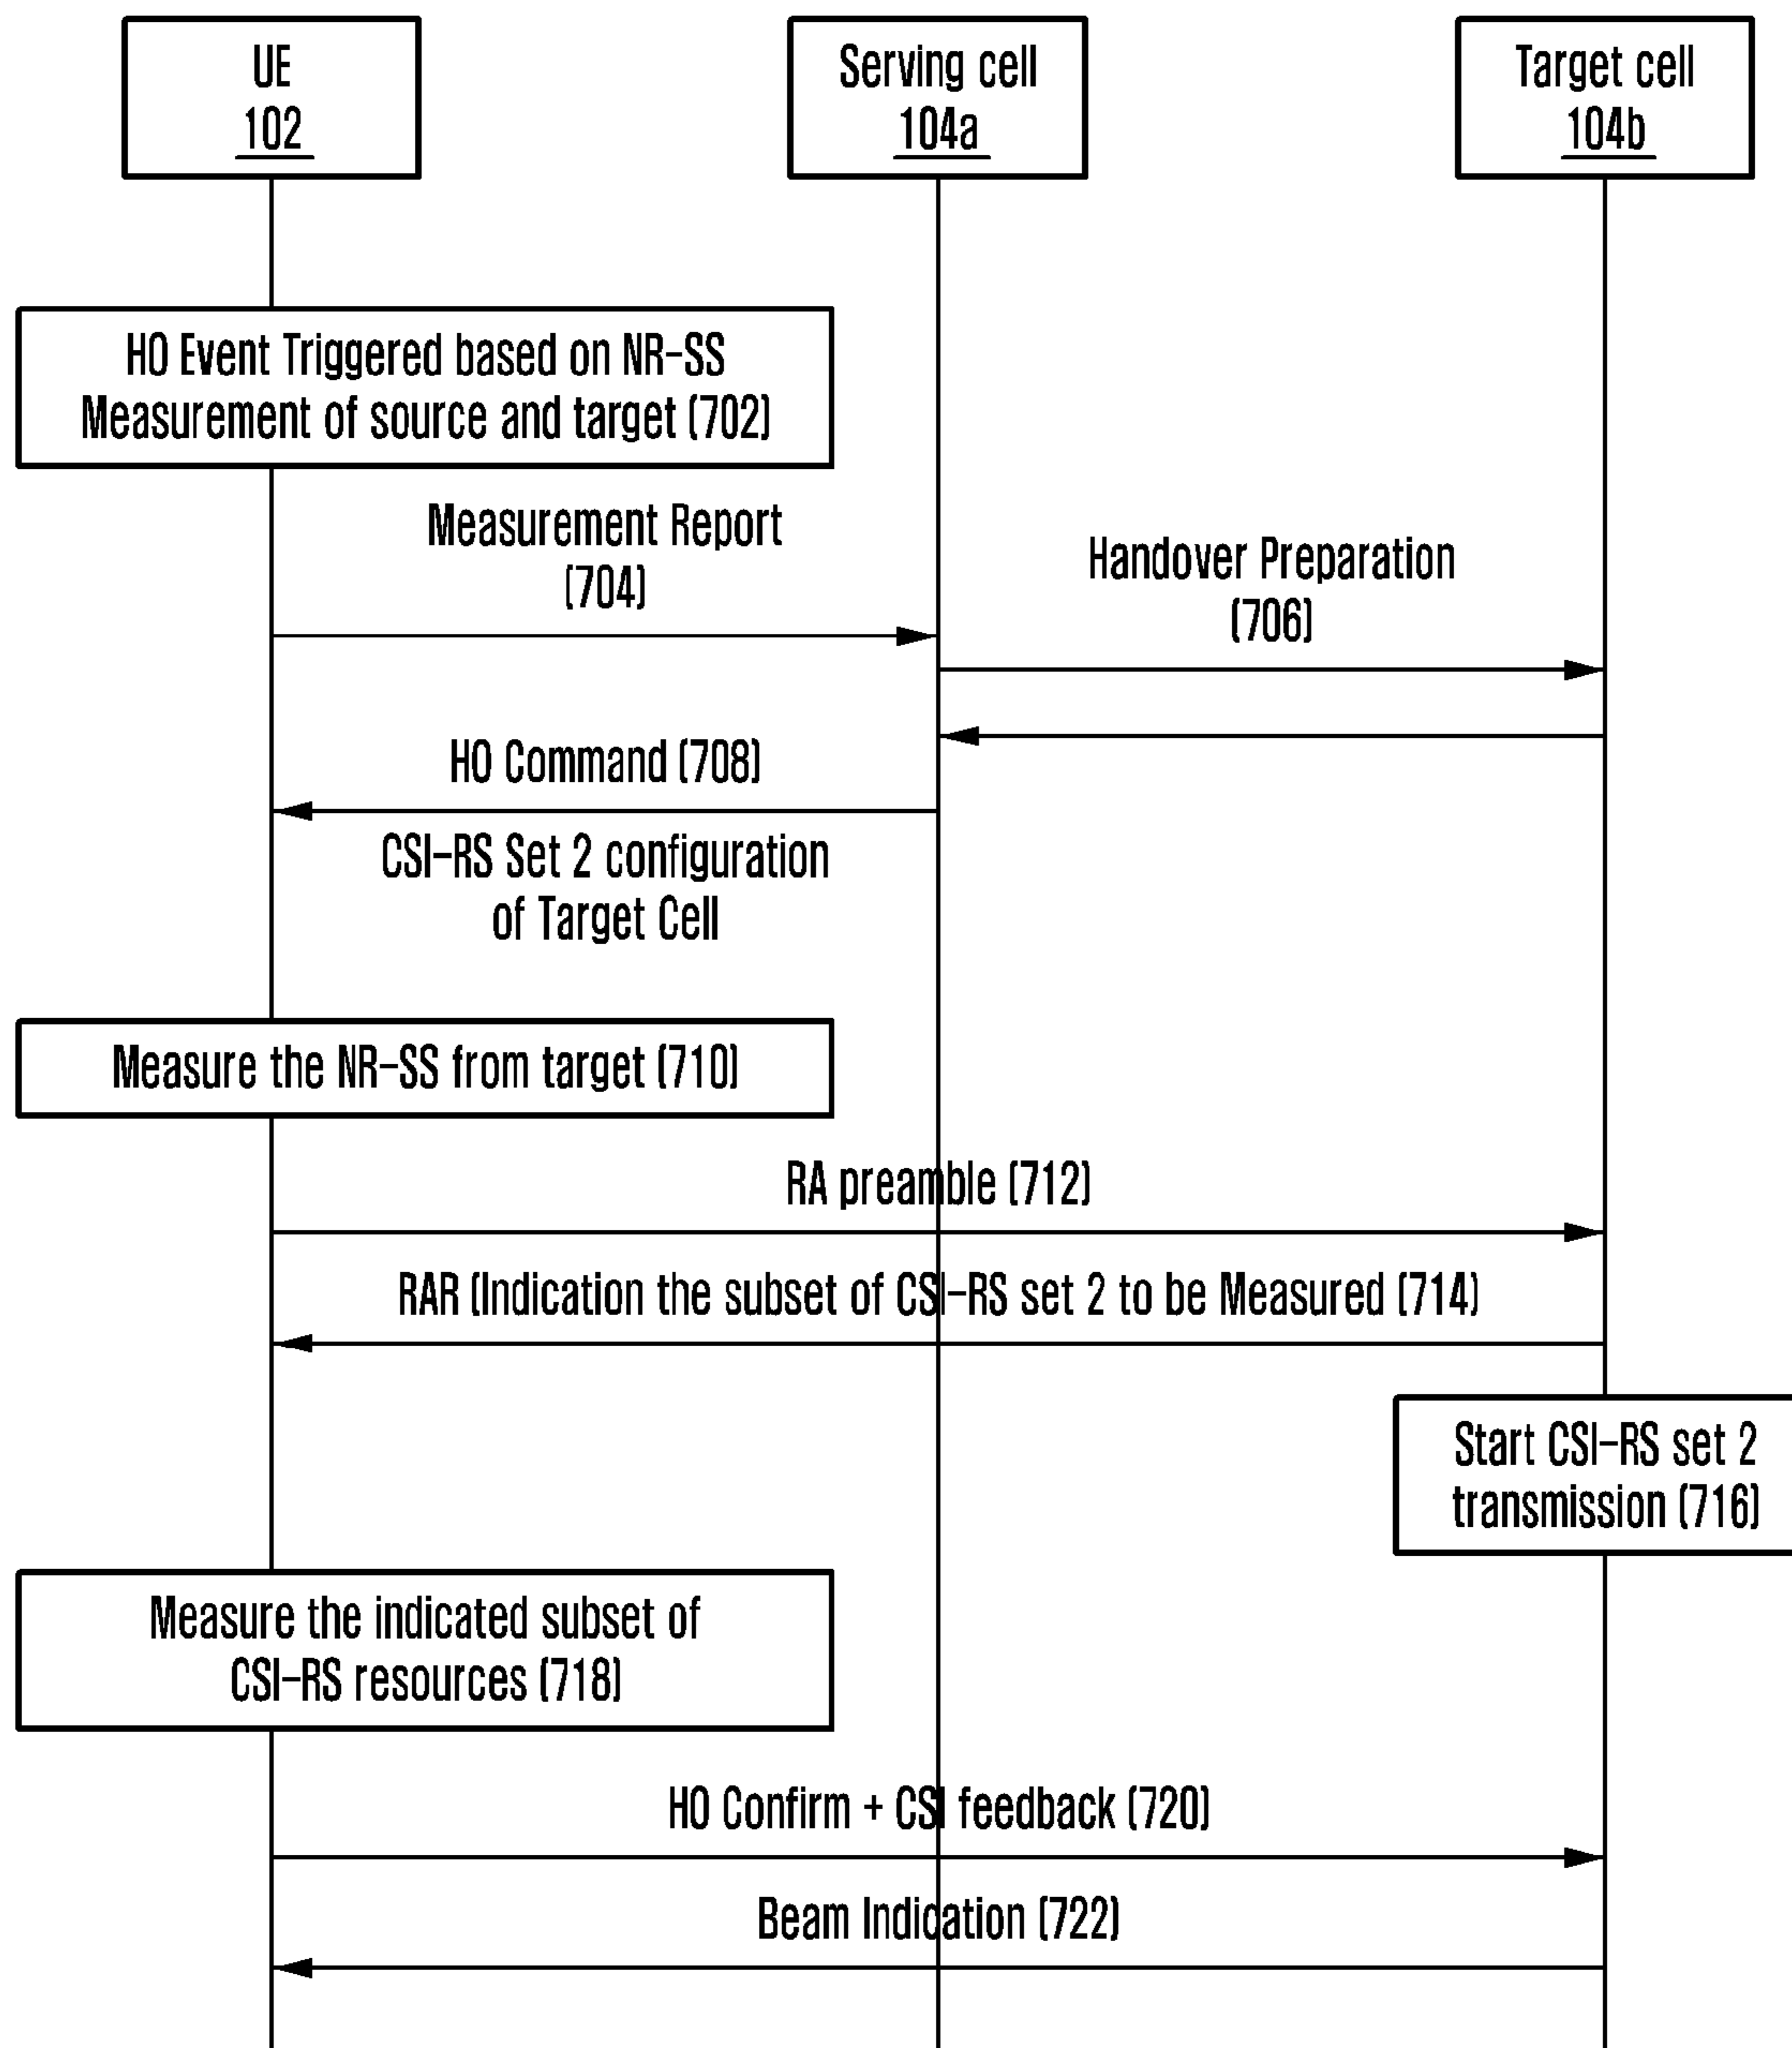 UE
102
Serving cell
104a
Target cell
104b
HO Event Triggered based on NR-SS
Measurement of source and target (702)
Measurement Report
(704)
Handover Preparation
(706)
HO Command (708)
CSI-RS Set 2 configuration
of Target Cell
Measure the NR-SS from target (710)
RA preamble (712)
RAR (Indication the subset of CSI-RS set 2 to be Measured (714)
Start CSI-RS set 2
transmission (716)
Measure the indicated subset of
CSI-RS resources (718)
HO Confirm + CSI feedback (720)
Beam Indication (722)